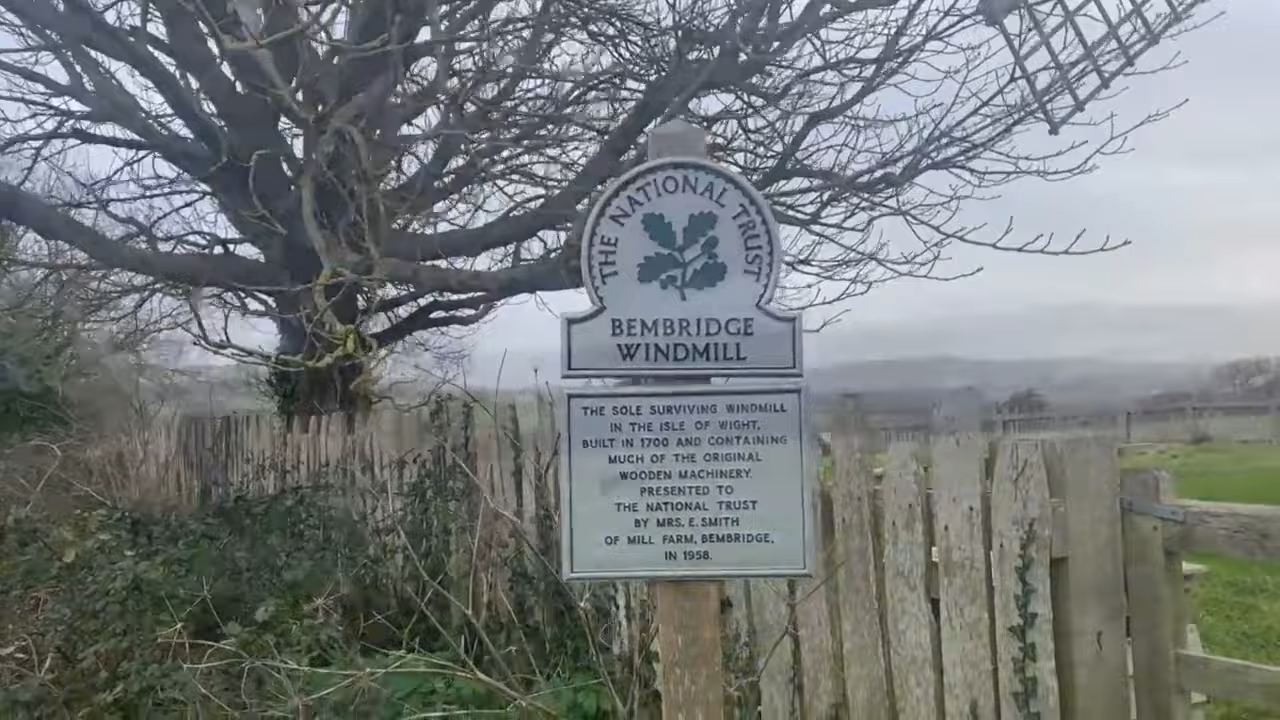 THE NATIONAL TRUST
BEMBRIDGE
WINDMILL
THE SOLE SURVIVING WINDMILL
IN THE ISLE OF WIGHT,
BUILT IN 1700 AND CONTAINING
MUCH OF THE ORIGINAL
WOODEN MACHINERY.
PRESENTED TO
THE NATIONAL TRUST
BY MRS. E. SMITH
OF MILL FARM, BEMBRIDGE,
IN 1958.